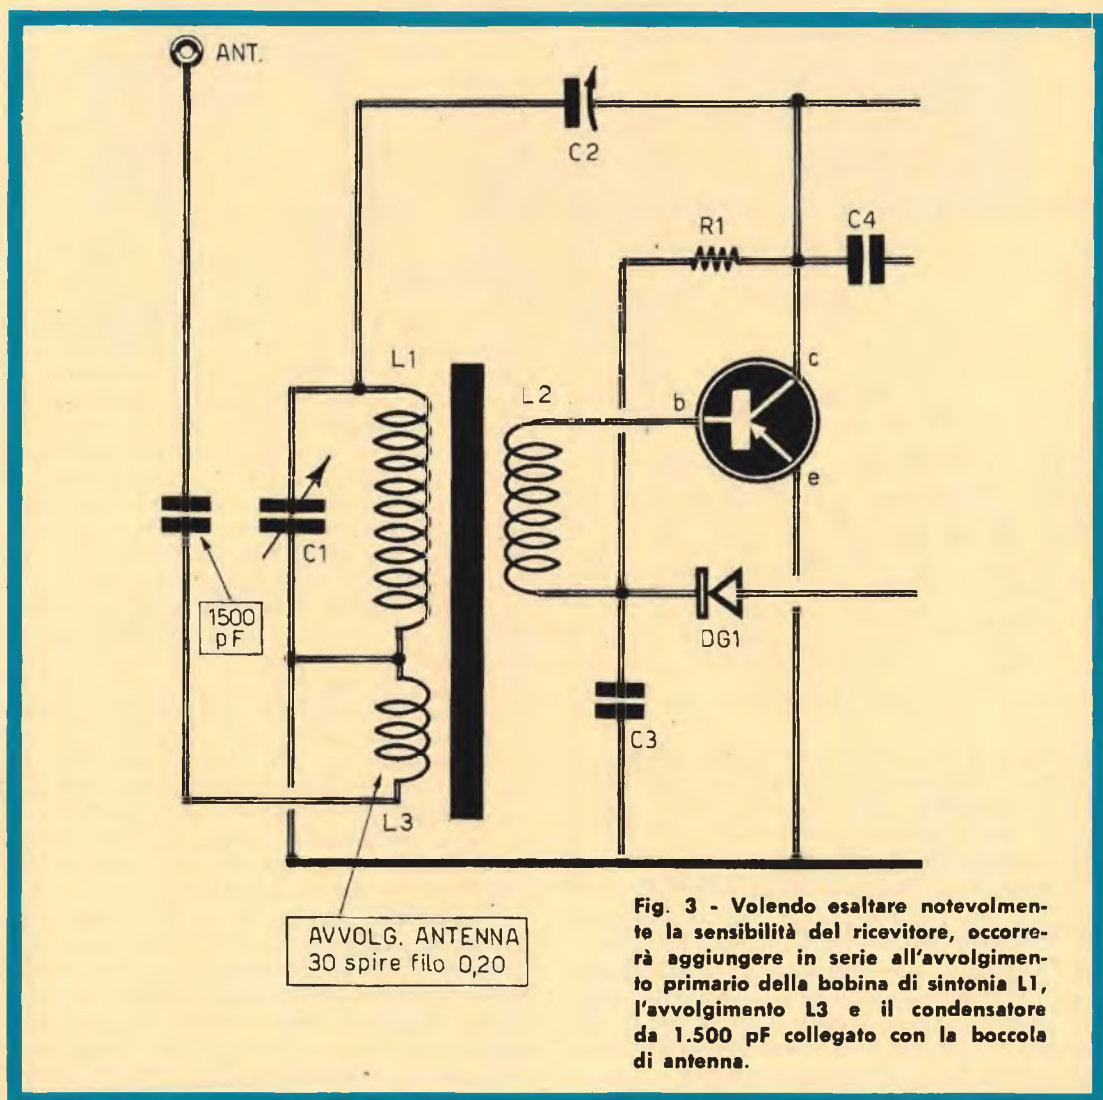 ANT.
C2
R1
C4
L1
L2
c
b
e
C1
1500
pF
DG1
C3
L3
AVVOLG. ANTENNA
30 spire filo 0,20
Fig. 3 - Volendo esaltare notevolmen-
te la sensibilità del ricevitore, occorre-
rà aggiungere in serie all'avvolgimen-
to primario della bobina di sintonia L1,
l'avvolgimento L3 e il condensatore
da 1.500 pF collegato con la boccola
di antenna.